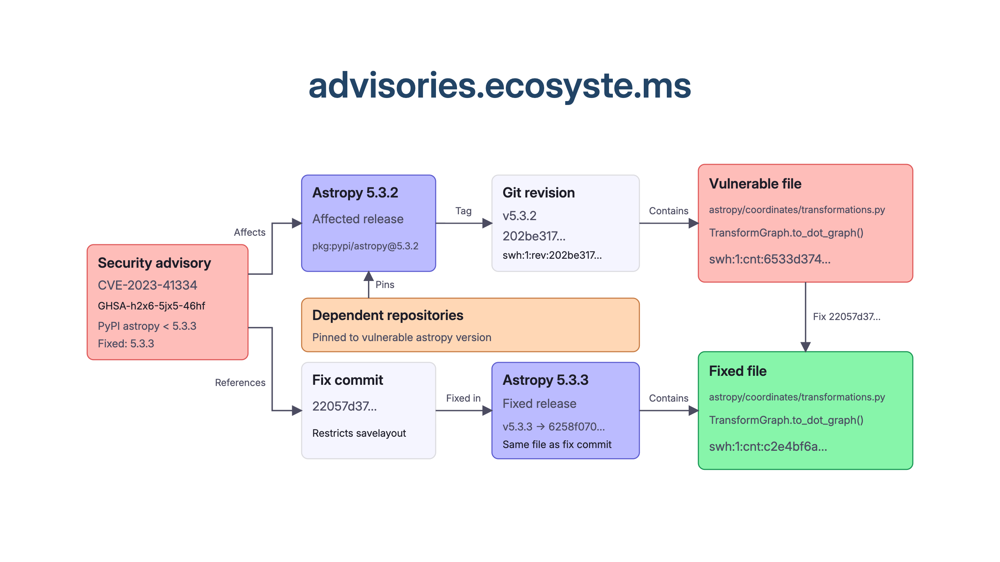 advisories.ecosyste.ms
Security advisory
CVE-2023-41334
GHSA-h2x6-5jx5-46hf
PyPI astropy < 5.3.3
Fixed: 5.3.3
Affects
References
Astropy 5.3.2
Affected release
pkg:pypi/astropy@5.3.2
Tag
Git revision
v5.3.2
202be317...
swh:1:rev:202be317...
Contains
Vulnerable file
astropy/coordinates/transformations.py
TransformGraph.to_dot_graph()
swh:1:cnt:6533d374...
Pins
Dependent repositories
Pinned to vulnerable astropy version
Fix 22057d37...
Fix commit
22057d37...
Restricts savelayout
Fixed in
Astropy 5.3.3
Fixed release
v5.3.3 → 6258f070...
Same file as fix commit
Contains
Fixed file
astropy/coordinates/transformations.py
TransformGraph.to_dot_graph()
swh:1:cnt:c2e4bf6a...